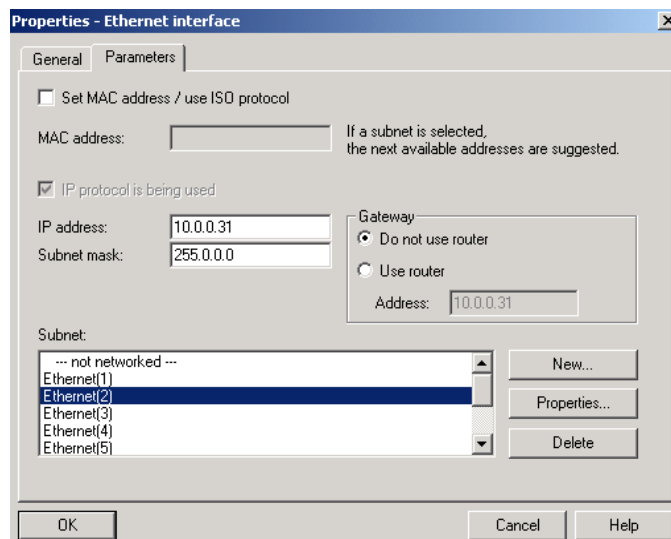 Properties - Ethernet interface
General Parameters
Set MAC address / use ISO protocol
MAC address:
If a subnet is selected,
the next available addresses are suggested.
IP protocol is being used
IP address: 10.0.0.31
Subnet mask: 255.0.0.0
Gateway
Do not use router
Use router
Address: 10.0.0.31
Subnet:
--- not networked ---
Ethernet(1)
Ethernet(2)
Ethernet(3)
Ethernet(4)
Ethernet(5)
New...
Properties...
Delete
OK Cancel Help